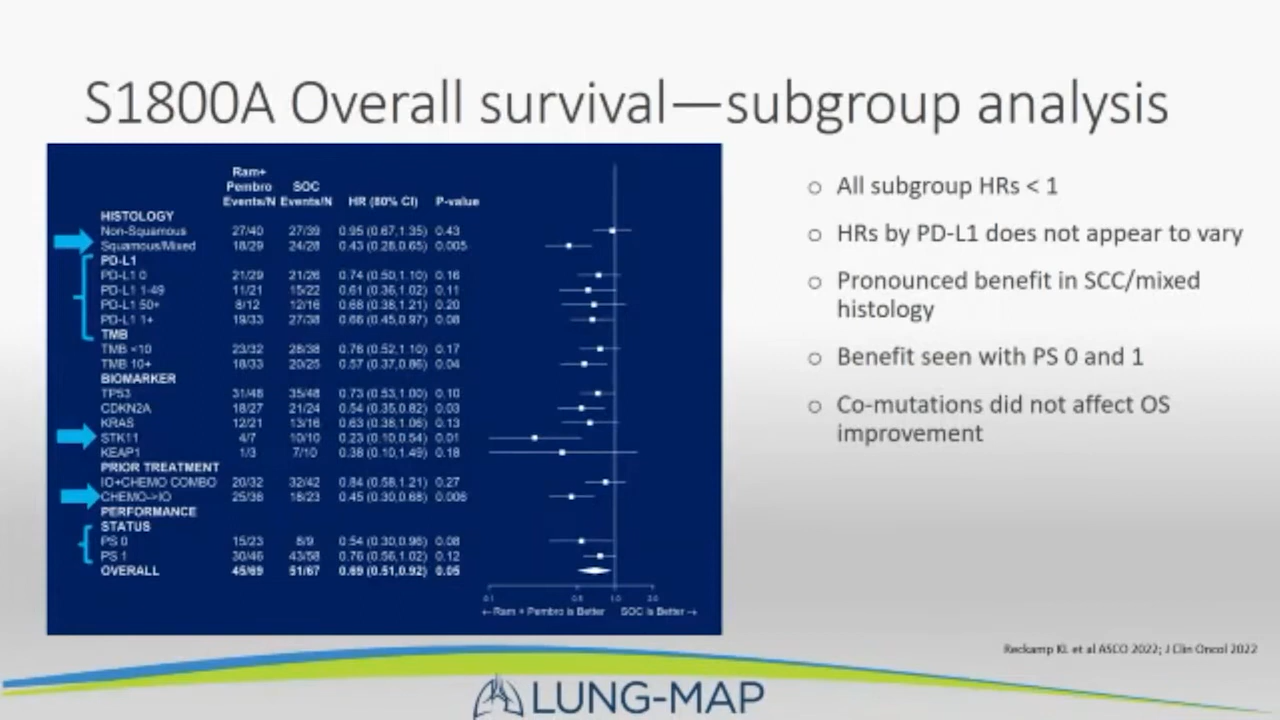 S1800A Overall survival—subgroup analysis
Ram+
Pembro SOC
Events/N Events/N HR (80% CI) P-value
HISTOLOGY
Non-Squamous 27/40 27/39 0.95 (0.67,1.35) 0.43
Squamous/Mixed 18/29 24/28 0.43 (0.28,0.65) 0.005
PD-L1
PD-L1 0 21/29 21/26 0.74 (0.50,1.10) 0.16
PD-L1 1-49 11/21 15/22 0.61 (0.36,1.02) 0.11
PD-L1 50+ 8/12 12/16 0.68 (0.38,1.21) 0.20
PD-L1 1+ 19/33 27/38 0.66 (0.45,0.97) 0.08
TMB
TMB <10 23/32 28/38 0.76 (0.52,1.10) 0.17
TMB 10+ 18/33 20/25 0.57 (0.37,0.86) 0.04
BIOMARKER
TP53 31/48 35/48 0.73 (0.53,1.00) 0.10
CDKN2A 18/27 21/24 0.54 (0.35,0.82) 0.03
KRAS 12/21 13/16 0.63 (0.38,1.06) 0.13
STK11 4/7 10/10 0.23 (0.10,0.54) 0.01
KEAP1 1/3 7/10 0.38 (0.10,1.49) 0.18
PRIOR TREATMENT
IO+CHEMO COMBO 20/32 32/42 0.84 (0.58,1.21) 0.27
CHEMO->IO 25/36 18/23 0.45 (0.30,0.68) 0.006
PERFORMANCE
STATUS
PS 0 15/23 8/9 0.54 (0.30,0.96) 0.08
PS 1 30/46 43/58 0.76 (0.56,1.02) 0.12
OVERALL 45/69 51/67 0.69 (0.51,0.92) 0.05
0.1 0.5 1.0 2.0
←Ram + Pembro is Better SOC is Better→
○ All subgroup HRs < 1
○ HRs by PD-L1 does not appear to vary
○ Pronounced benefit in SCC/mixed
histology
○ Benefit seen with PS 0 and 1
○ Co-mutations did not affect OS
improvement
Reckamp KL et al ASCO 2022; J Clin Oncol 2022
LUNG-MAP